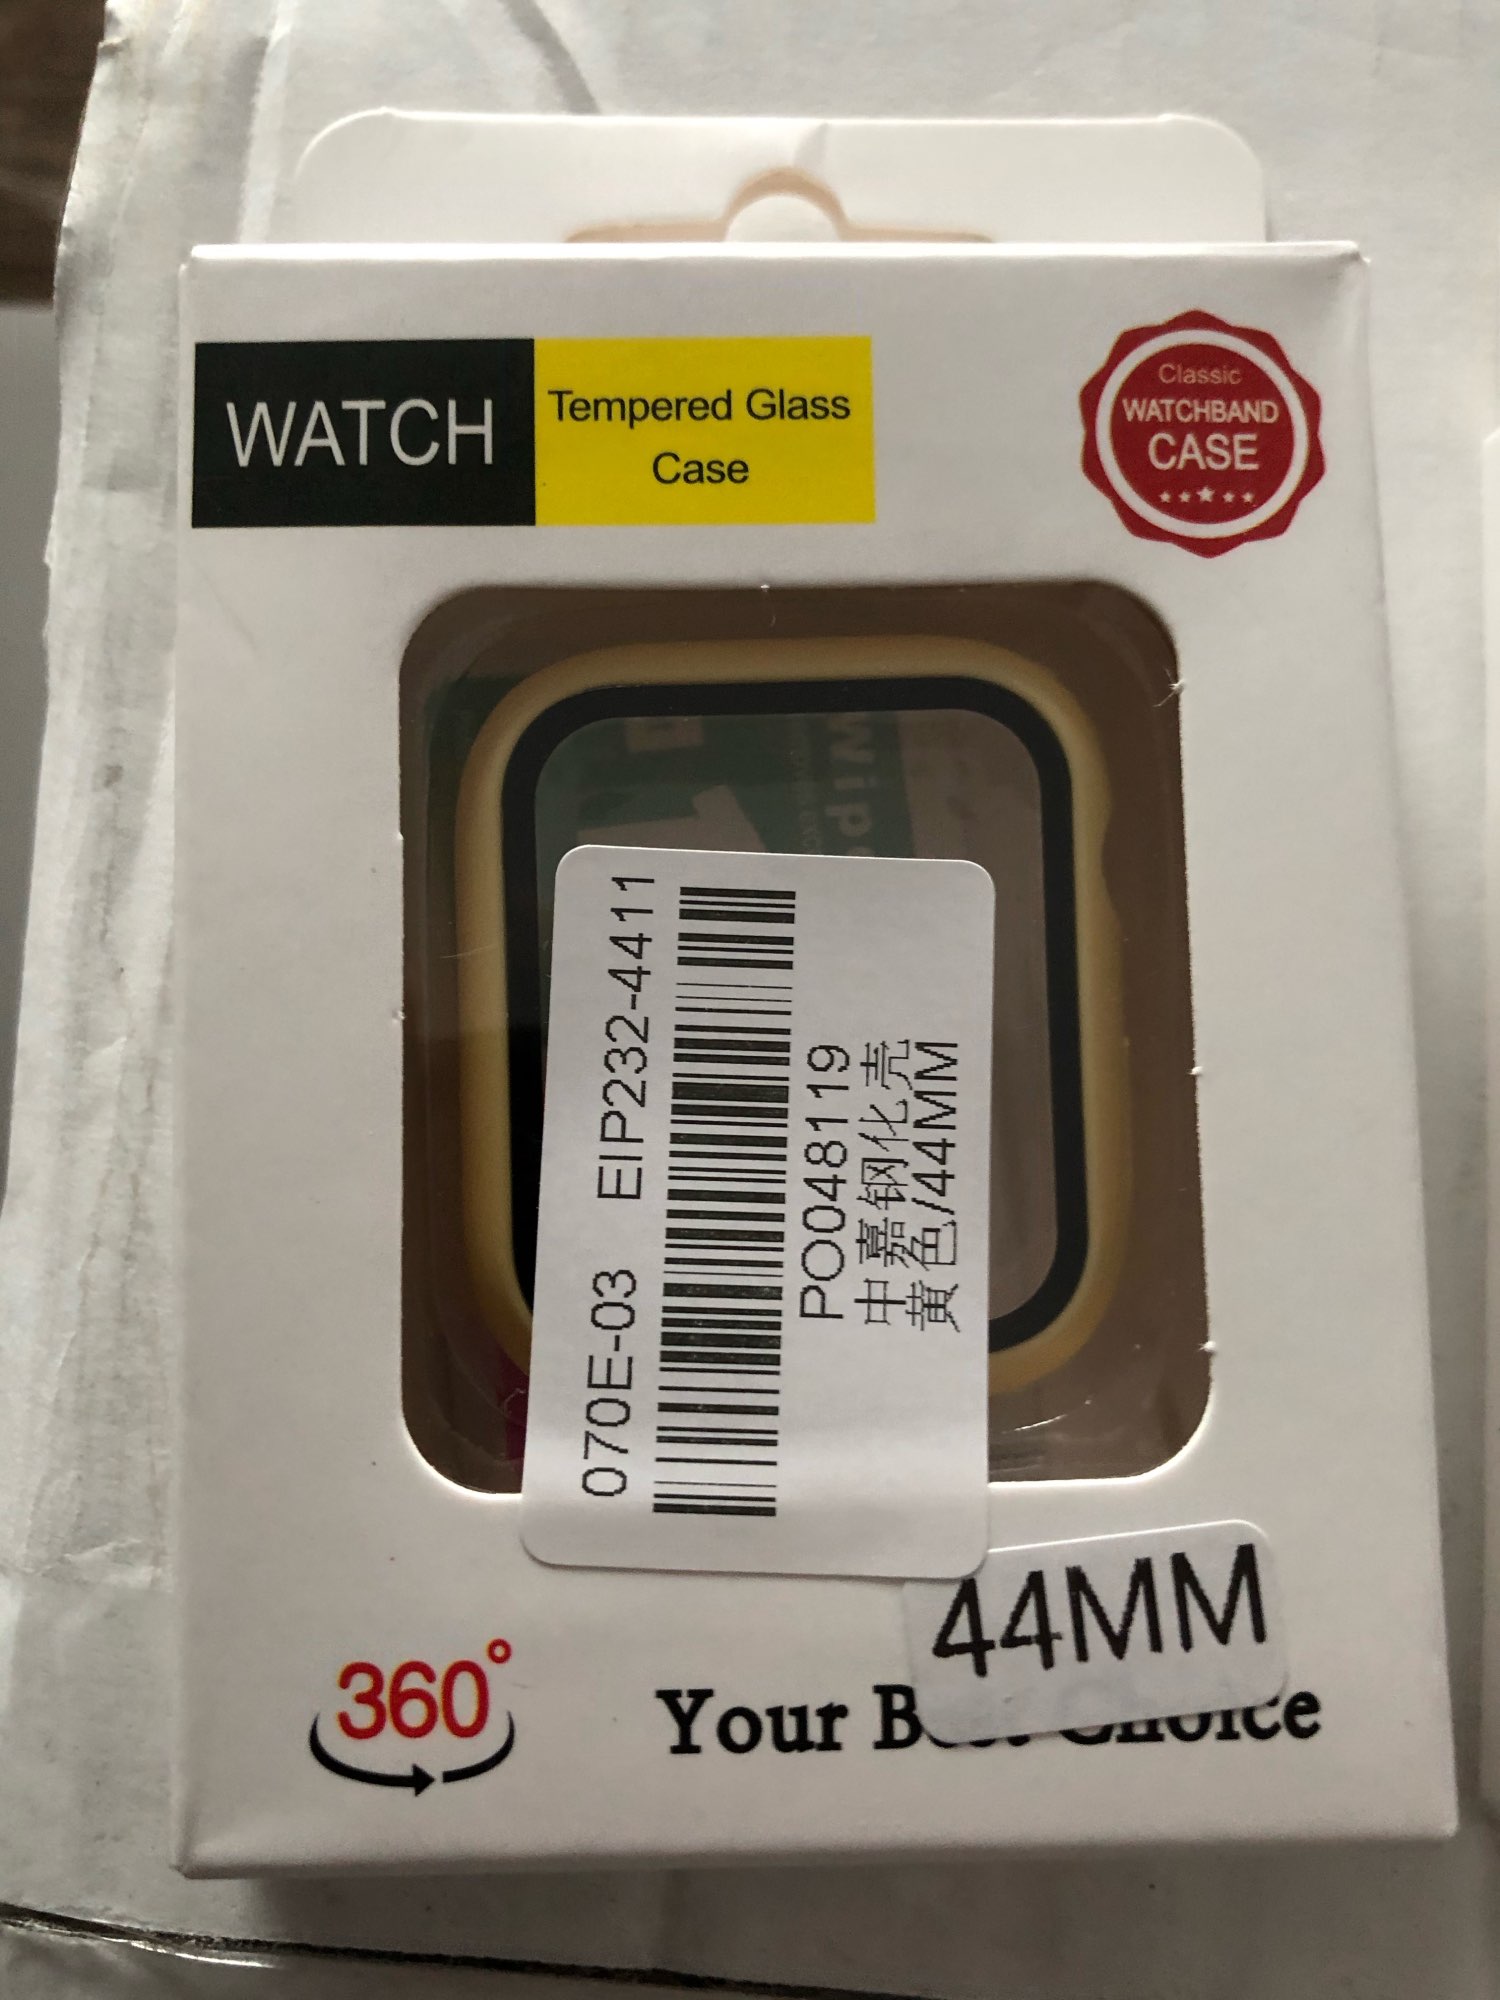 WATCH
Tempered Glass
Case
Classic
WATCHBAND
CASE
070E-03 EIP232-4411
PO048119
中嘉钢化壳
黄色/44MM
44MM
360°
Your Choice